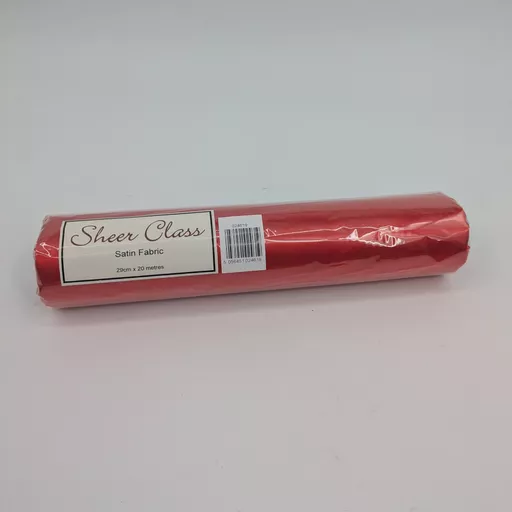 Sheer Class
Satin Fabric
29cm x 20 metres